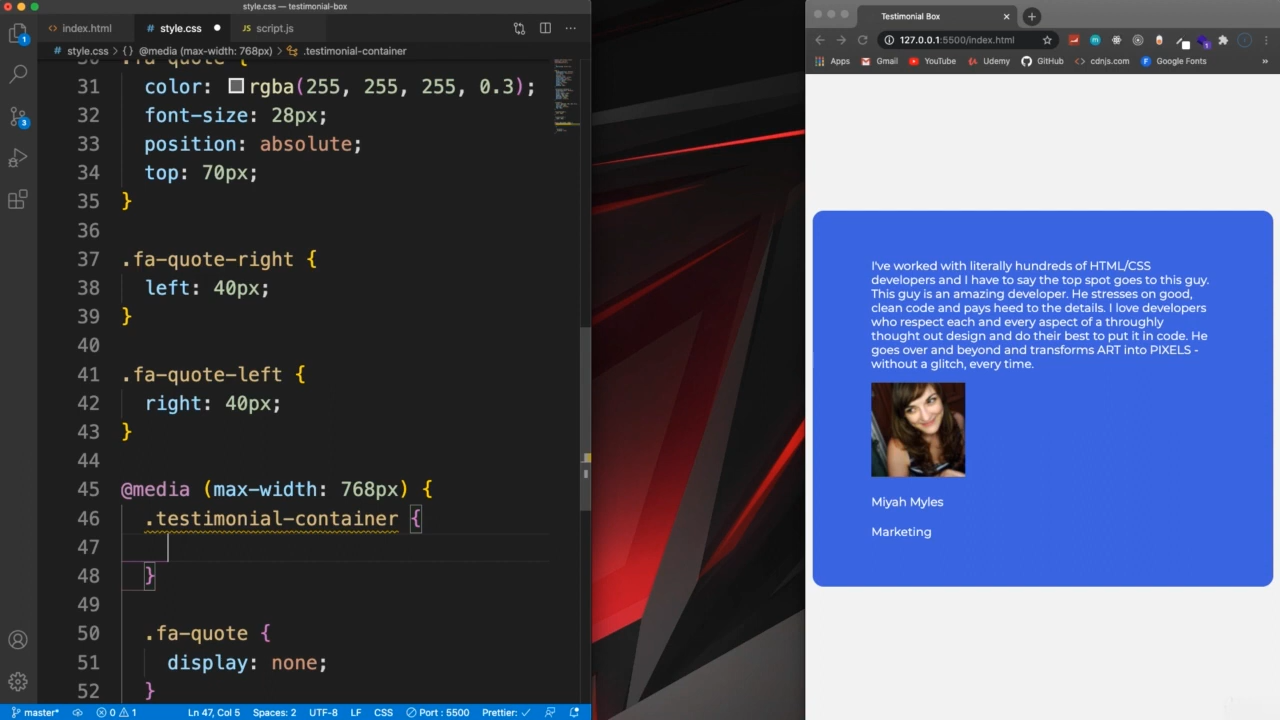 style.css — testimonial-box
index.html
style.css
JS script.js
# style.css > {} @media (max-width: 768px) > .testimonial-container
30 .fa-quote {
31 color: rgba(255, 255, 255, 0.3);
32 font-size: 28px;
33 position: absolute;
34 top: 70px;
35 }
36
37 .fa-quote-right {
38 left: 40px;
39 }
40
41 .fa-quote-left {
42 right: 40px;
43 }
44
45 @media (max-width: 768px) {
46 .testimonial-container {
47
48 }
49
50 .fa-quote {
51 display: none;
52 }
master* 0 1 Ln 47, Col 5 Spaces: 2 UTF-8 LF CSS Port : 5500 Prettier: ✓
1
3
Testimonial Box
127.0.0.1:5500/index.html
Apps Gmail YouTube Udemy GitHub cdnjs.com Google Fonts »
I've worked with literally hundreds of HTML/CSS
developers and I have to say the top spot goes to this guy.
This guy is an amazing developer. He stresses on good,
clean code and pays heed to the details. I love developers
who respect each and every aspect of a throughly
thought out design and do their best to put it in code. He
goes over and beyond and transforms ART into PIXELS -
without a glitch, every time.
Miyah Myles
Marketing